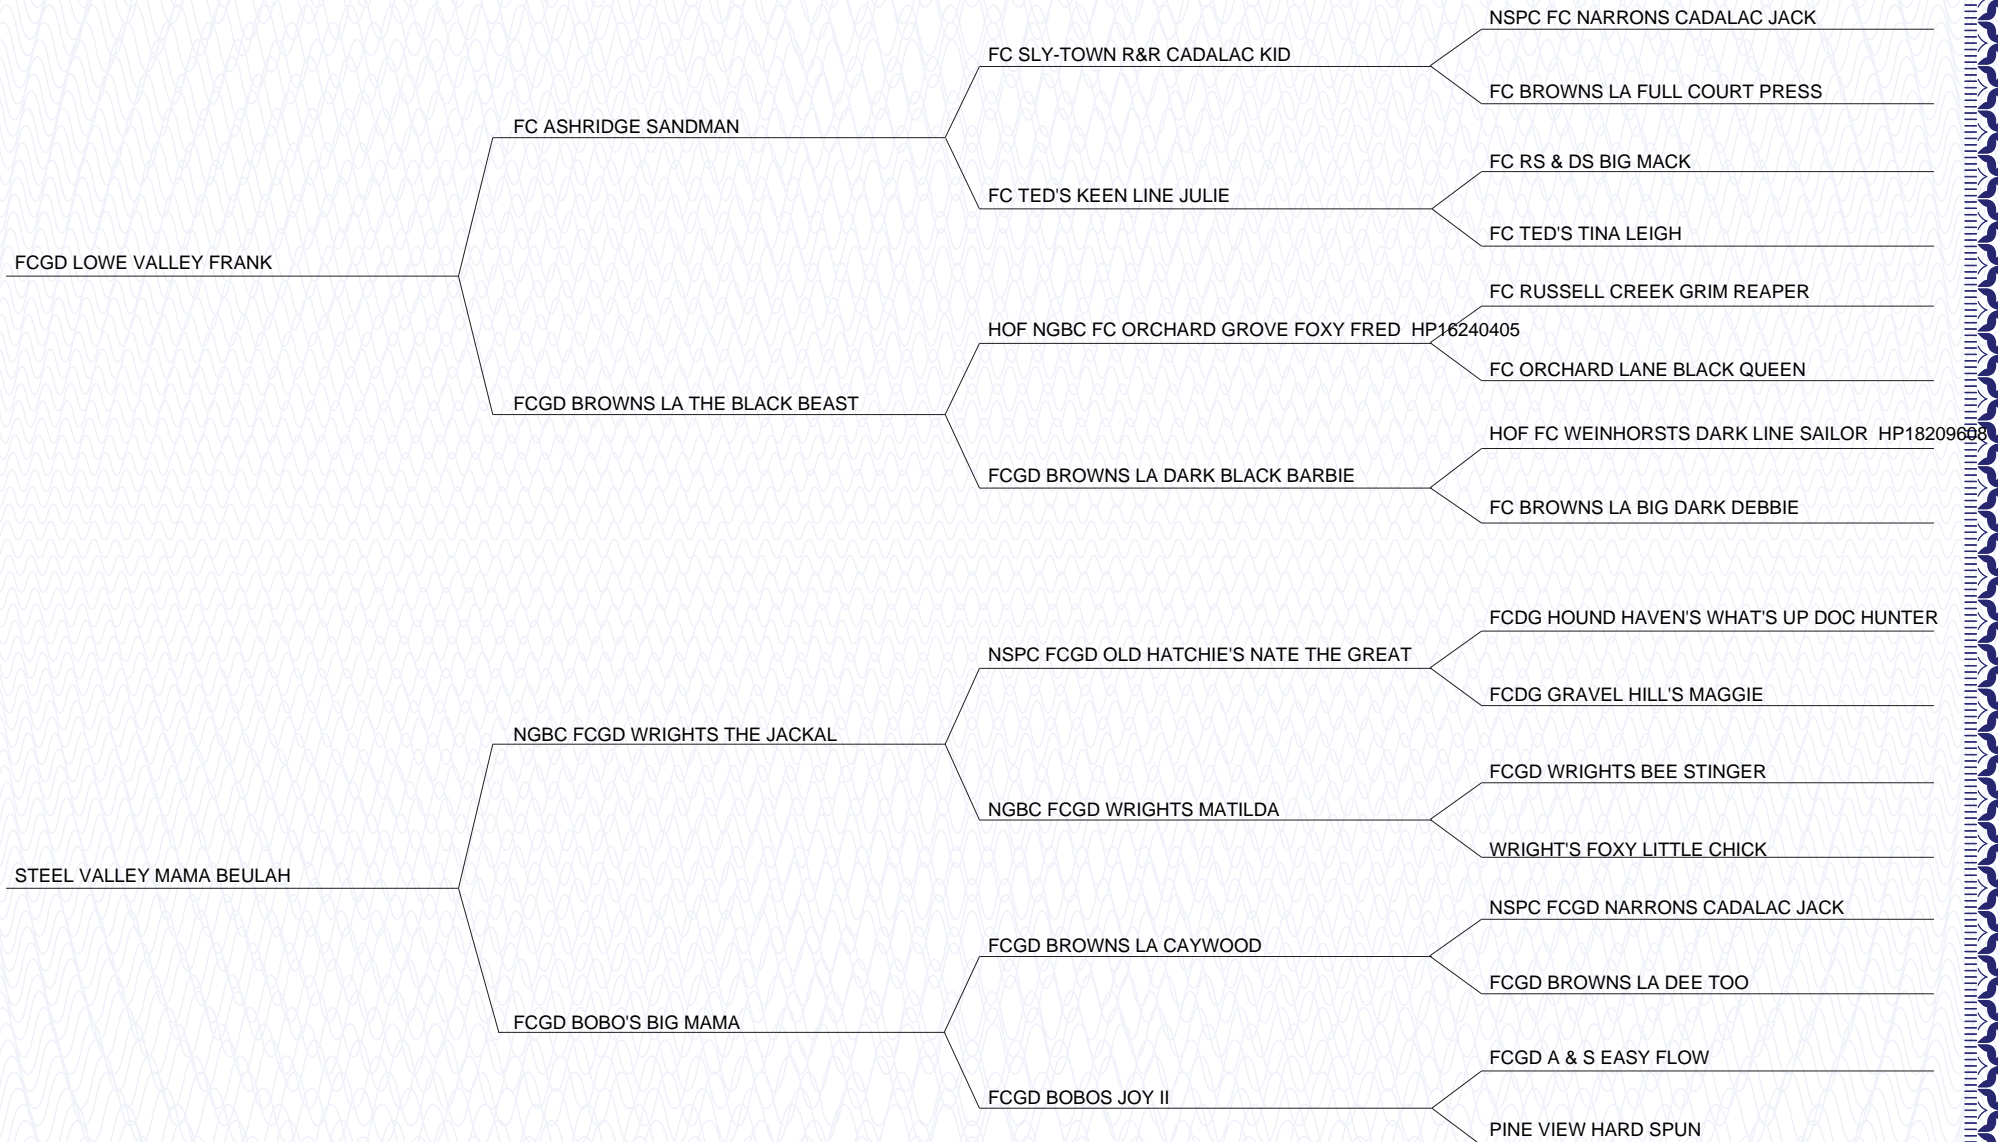 NSPC FC NARRONS CADALAC JACK
FC SLY-TOWN R&R CADALAC KID
FC BROWNS LA FULL COURT PRESS
FC ASHRIDGE SANDMAN
FC RS & DS BIG MACK
FC TED'S KEEN LINE JULIE
FC TED'S TINA LEIGH
FCGD LOWE VALLEY FRANK
FC RUSSELL CREEK GRIM REAPER
HOF NGBC FC ORCHARD GROVE FOXY FRED HP16240405
FC ORCHARD LANE BLACK QUEEN
FCGD BROWNS LA THE BLACK BEAST
HOF FC WEINHORSTS DARK LINE SAILOR HP18209608
FCGD BROWNS LA DARK BLACK BARBIE
FC BROWNS LA BIG DARK DEBBIE
FCDG HOUND HAVEN'S WHAT'S UP DOC HUNTER
NSPC FCGD OLD HATCHIE'S NATE THE GREAT
FCDG GRAVEL HILL'S MAGGIE
NGBC FCGD WRIGHTS THE JACKAL
FCGD WRIGHTS BEE STINGER
NGBC FCGD WRIGHTS MATILDA
WRIGHT'S FOXY LITTLE CHICK
STEEL VALLEY MAMA BEULAH
NSPC FCGD NARRONS CADALAC JACK
FCGD BROWNS LA CAYWOOD
FCGD BROWNS LA DEE TOO
FCGD BOBO'S BIG MAMA
FCGD A & S EASY FLOW
FCGD BOBOS JOY II
PINE VIEW HARD SPUN